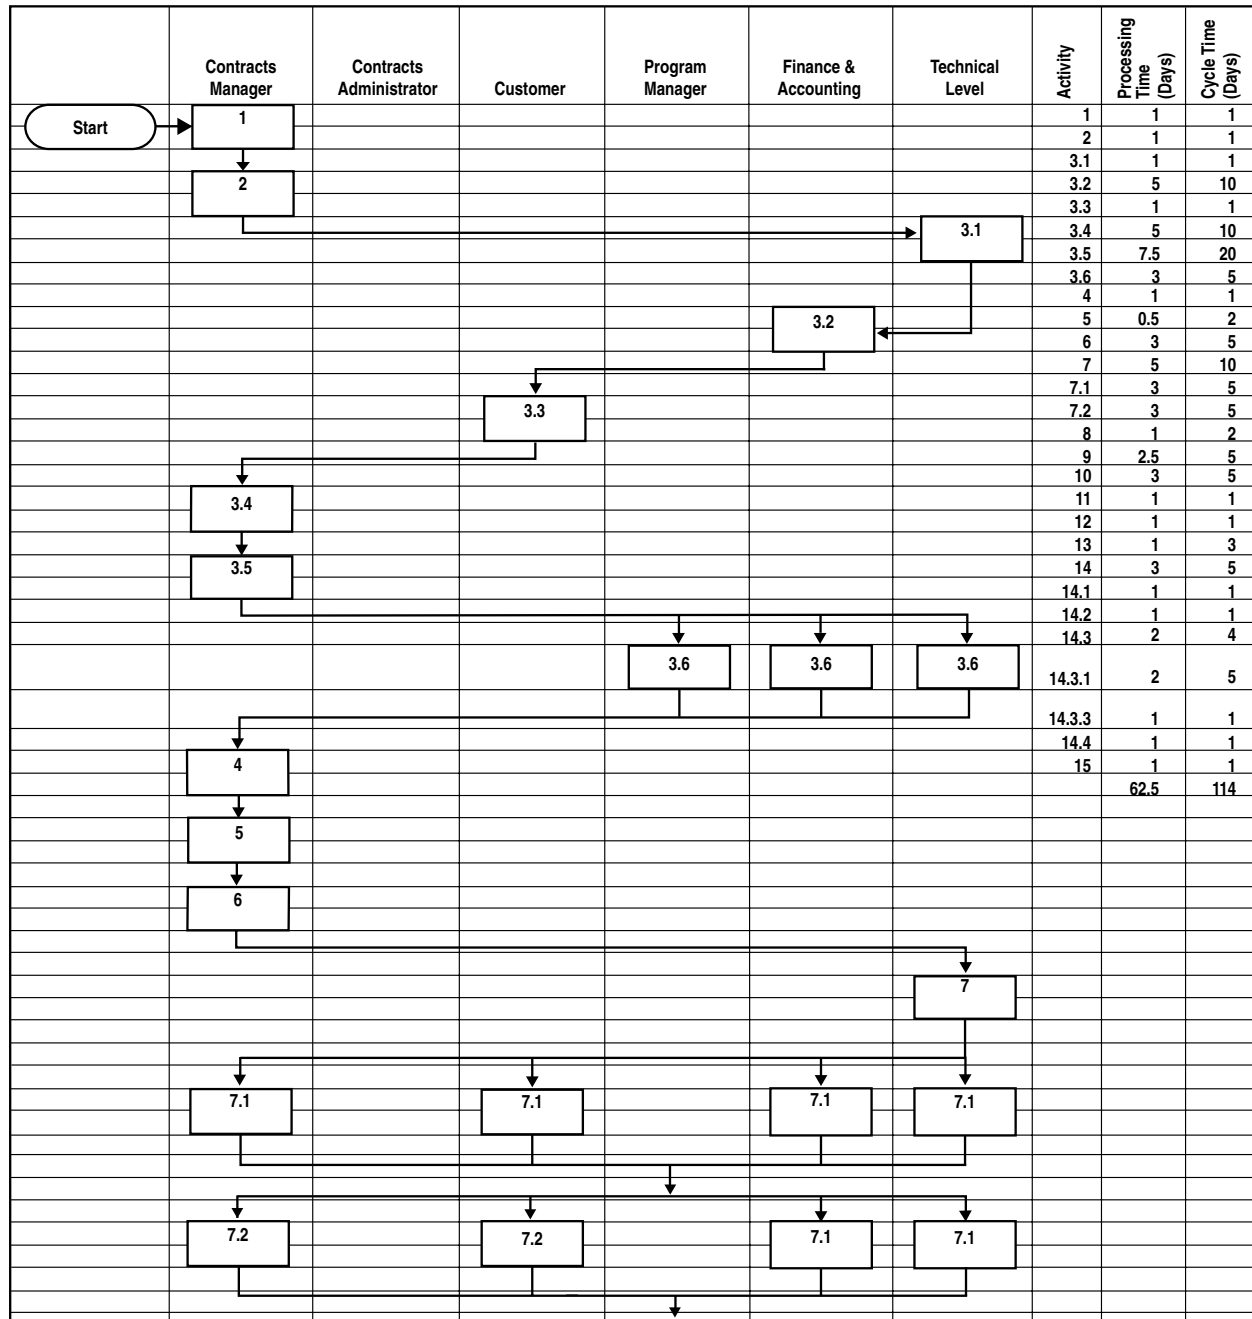 Contracts Manager
Contracts Administrator
Customer
Program Manager
Finance & Accounting
Technical Level
Activity
Processing Time (Days)
Cycle Time (Days)
Start
1
2
3.1
3.2
3.3
3.4
3.5
3.6 3.6 3.6
4
5
6
7
7.1 7.1 7.1 7.1
7.2 7.2 7.1 7.1
1 1 1
2 1 1
3.1 1 1
3.2 5 10
3.3 1 1
3.4 5 10
3.5 7.5 20
3.6 3 5
4 1 1
5 0.5 2
6 3 5
7 5 10
7.1 3 5
7.2 3 5
8 1 2
9 2.5 5
10 3 5
11 1 1
12 1 1
13 1 3
14 3 5
14.1 1 1
14.2 1 1
14.3 2 4
14.3.1 2 5
14.3.3 1 1
14.4 1 1
15 1 1
62.5 114